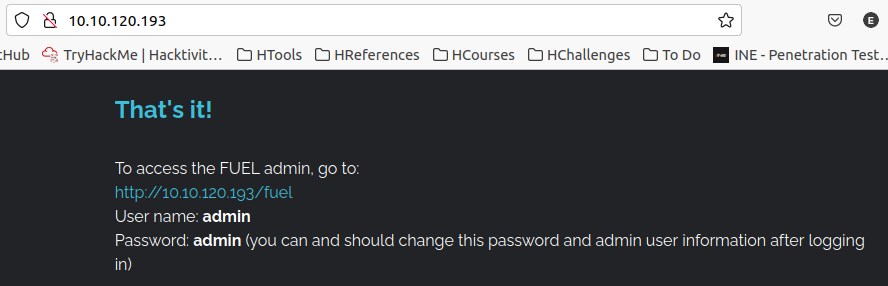 10.10.120.193
E
cHub TryHackMe | Hacktivit… HTools HReferences HCourses HChallenges To Do INE - Penetration Test…
That's it!
To access the FUEL admin, go to:
http://10.10.120.193/fuel
User name: admin
Password: admin (you can and should change this password and admin user information after logging
in)